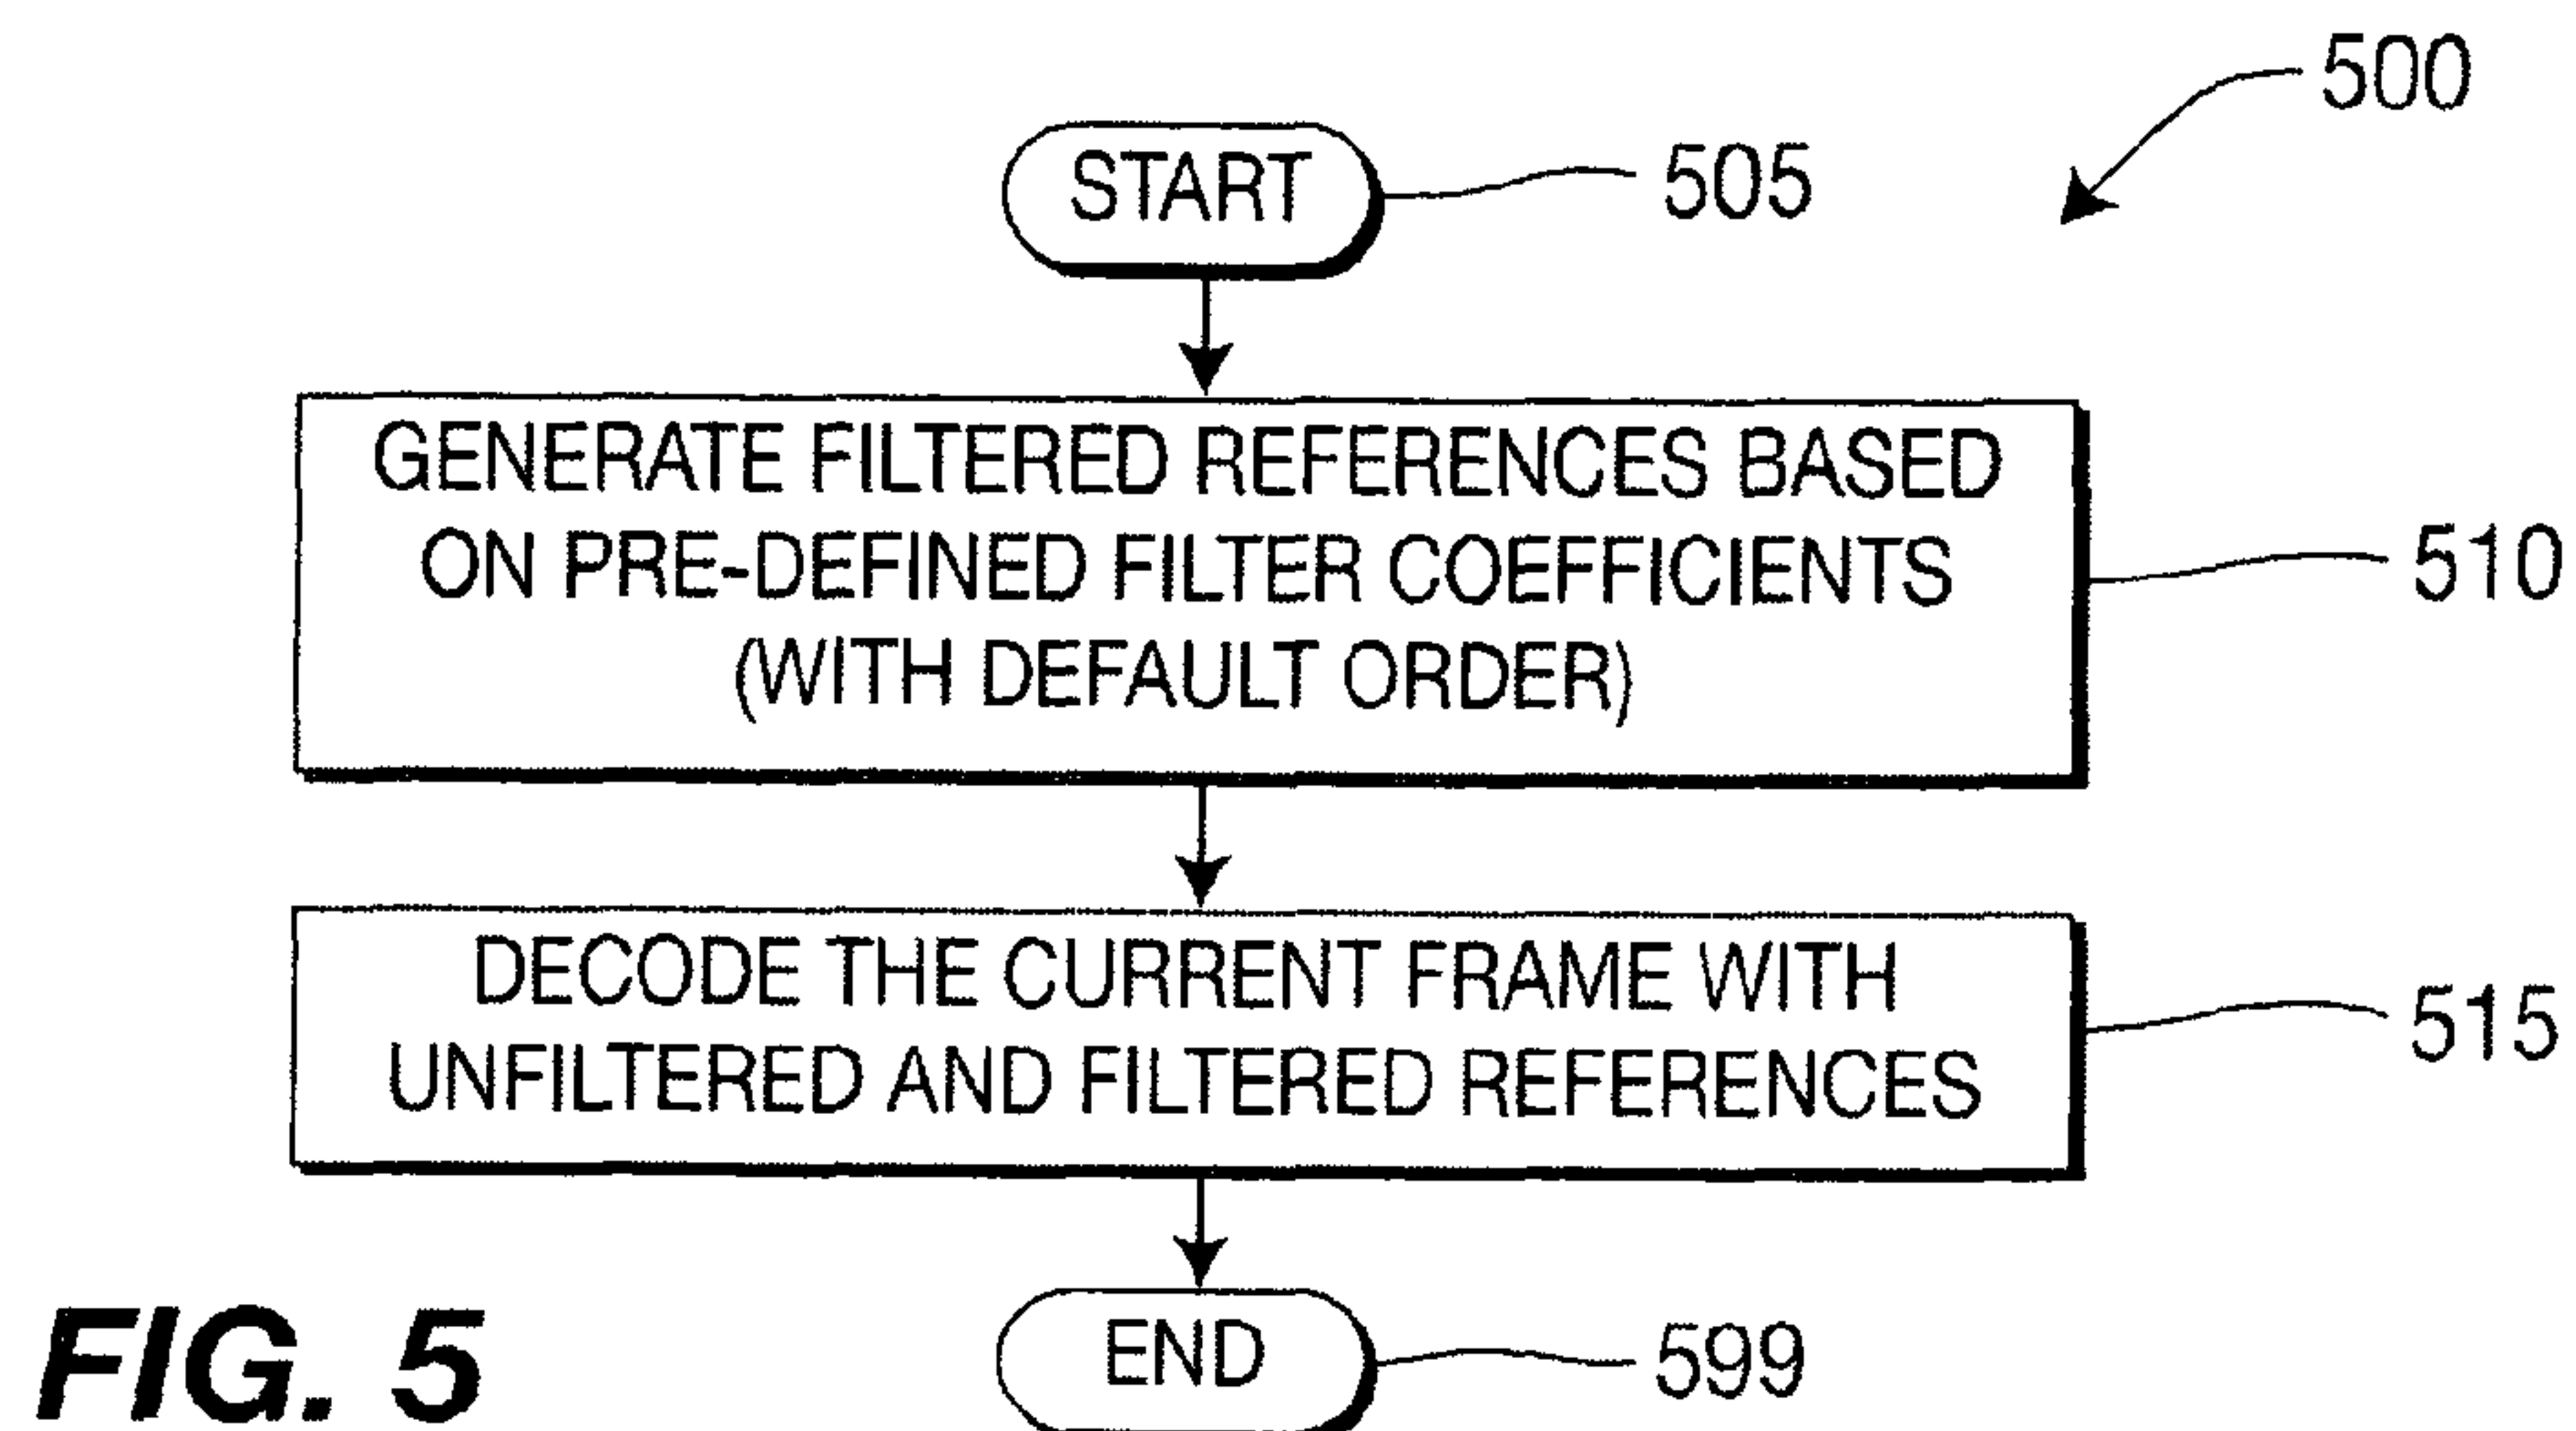 500
START
505
GENERATE FILTERED REFERENCES BASED
ON PRE-DEFINED FILTER COEFFICIENTS
(WITH DEFAULT ORDER)
510
DECODE THE CURRENT FRAME WITH
UNFILTERED AND FILTERED REFERENCES
515
END
599
FIG. 5